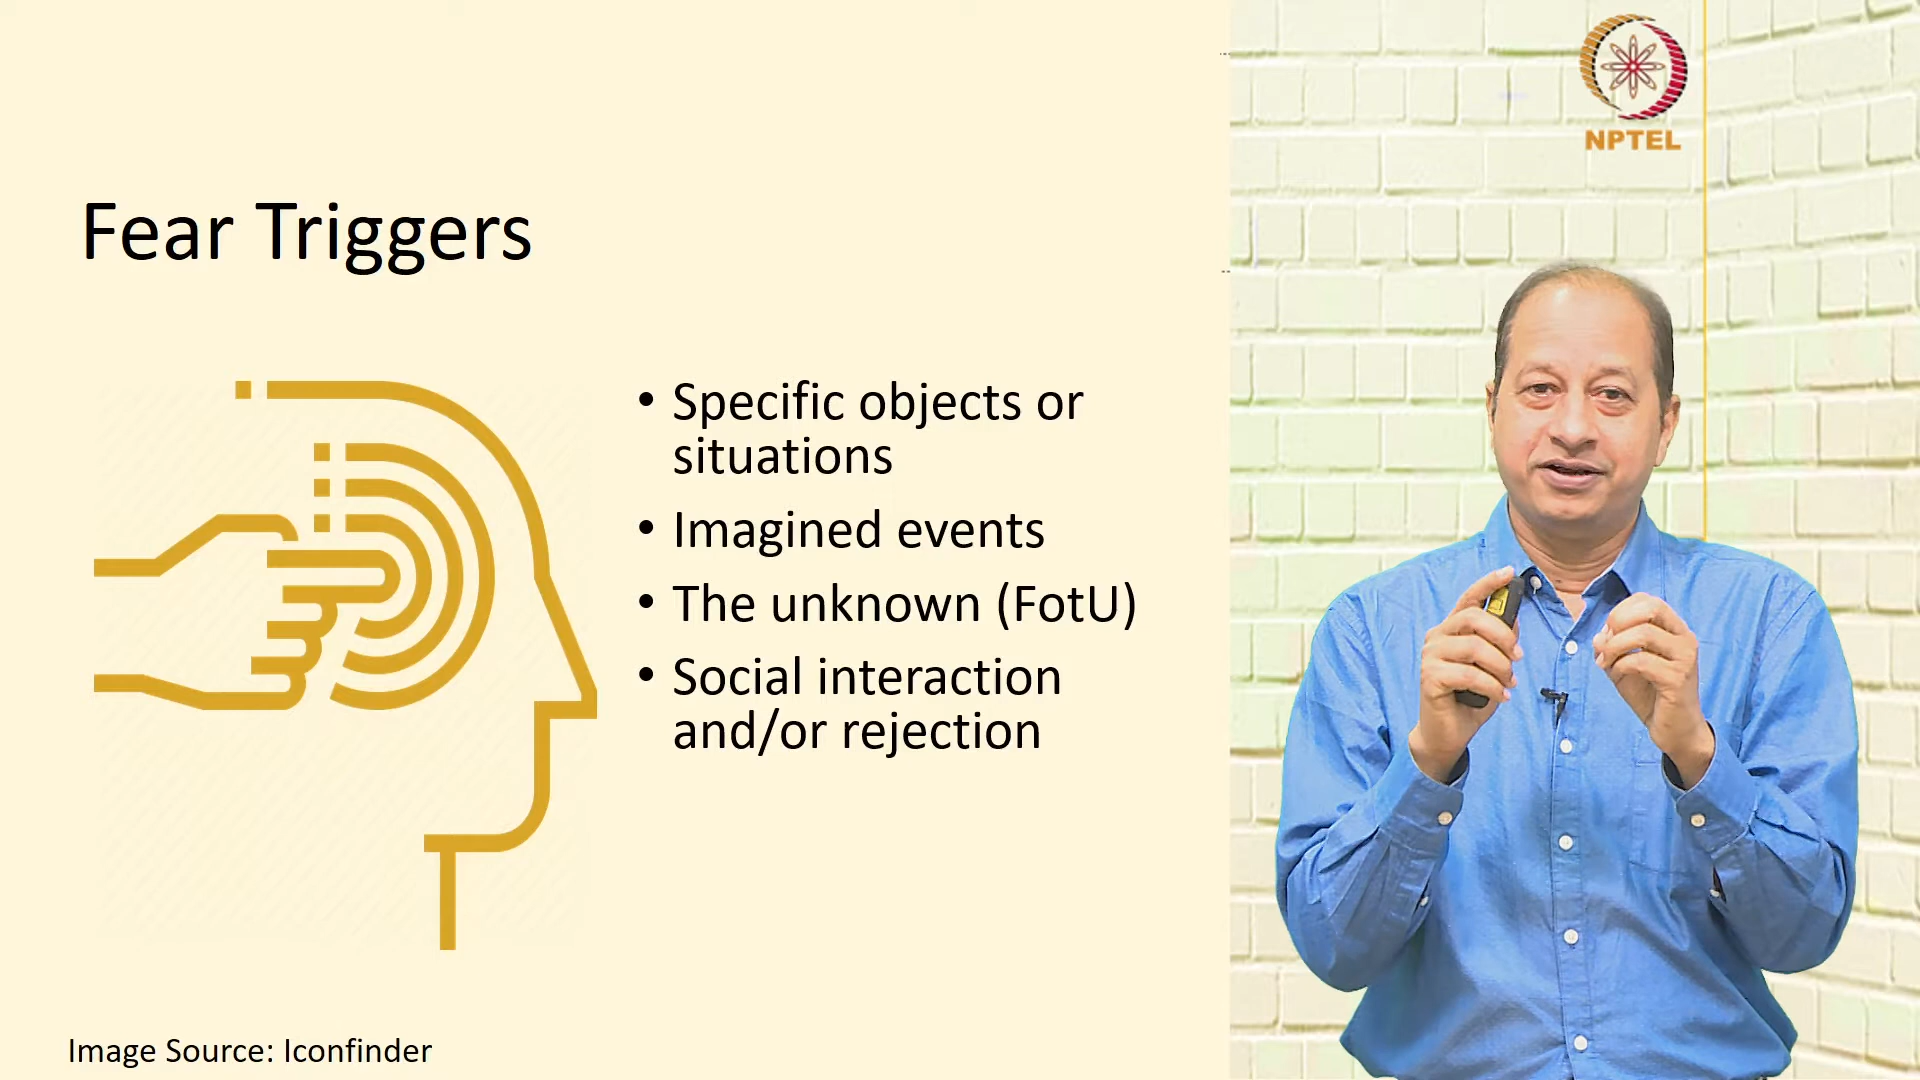 NPTEL
Fear Triggers
• Specific objects or
situations
• Imagined events
• The unknown (FotU)
• Social interaction
and/or rejection
Image Source: Iconfinder